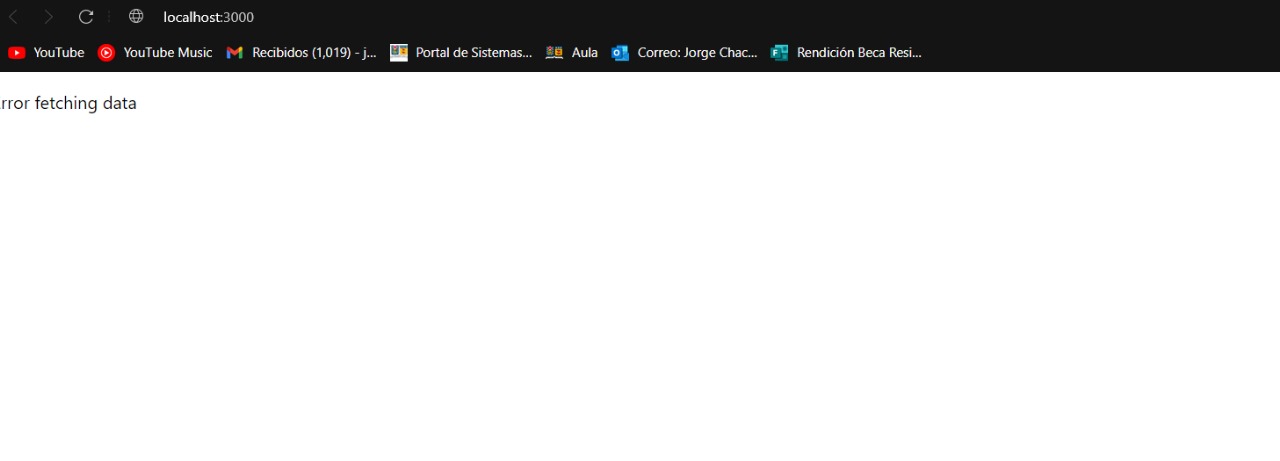 localhost:3000
YouTube YouTube Music Recibidos (1,019) - j... Portal de Sistemas... Aula Correo: Jorge Chac... Rendición Beca Resi...
rror fetching data